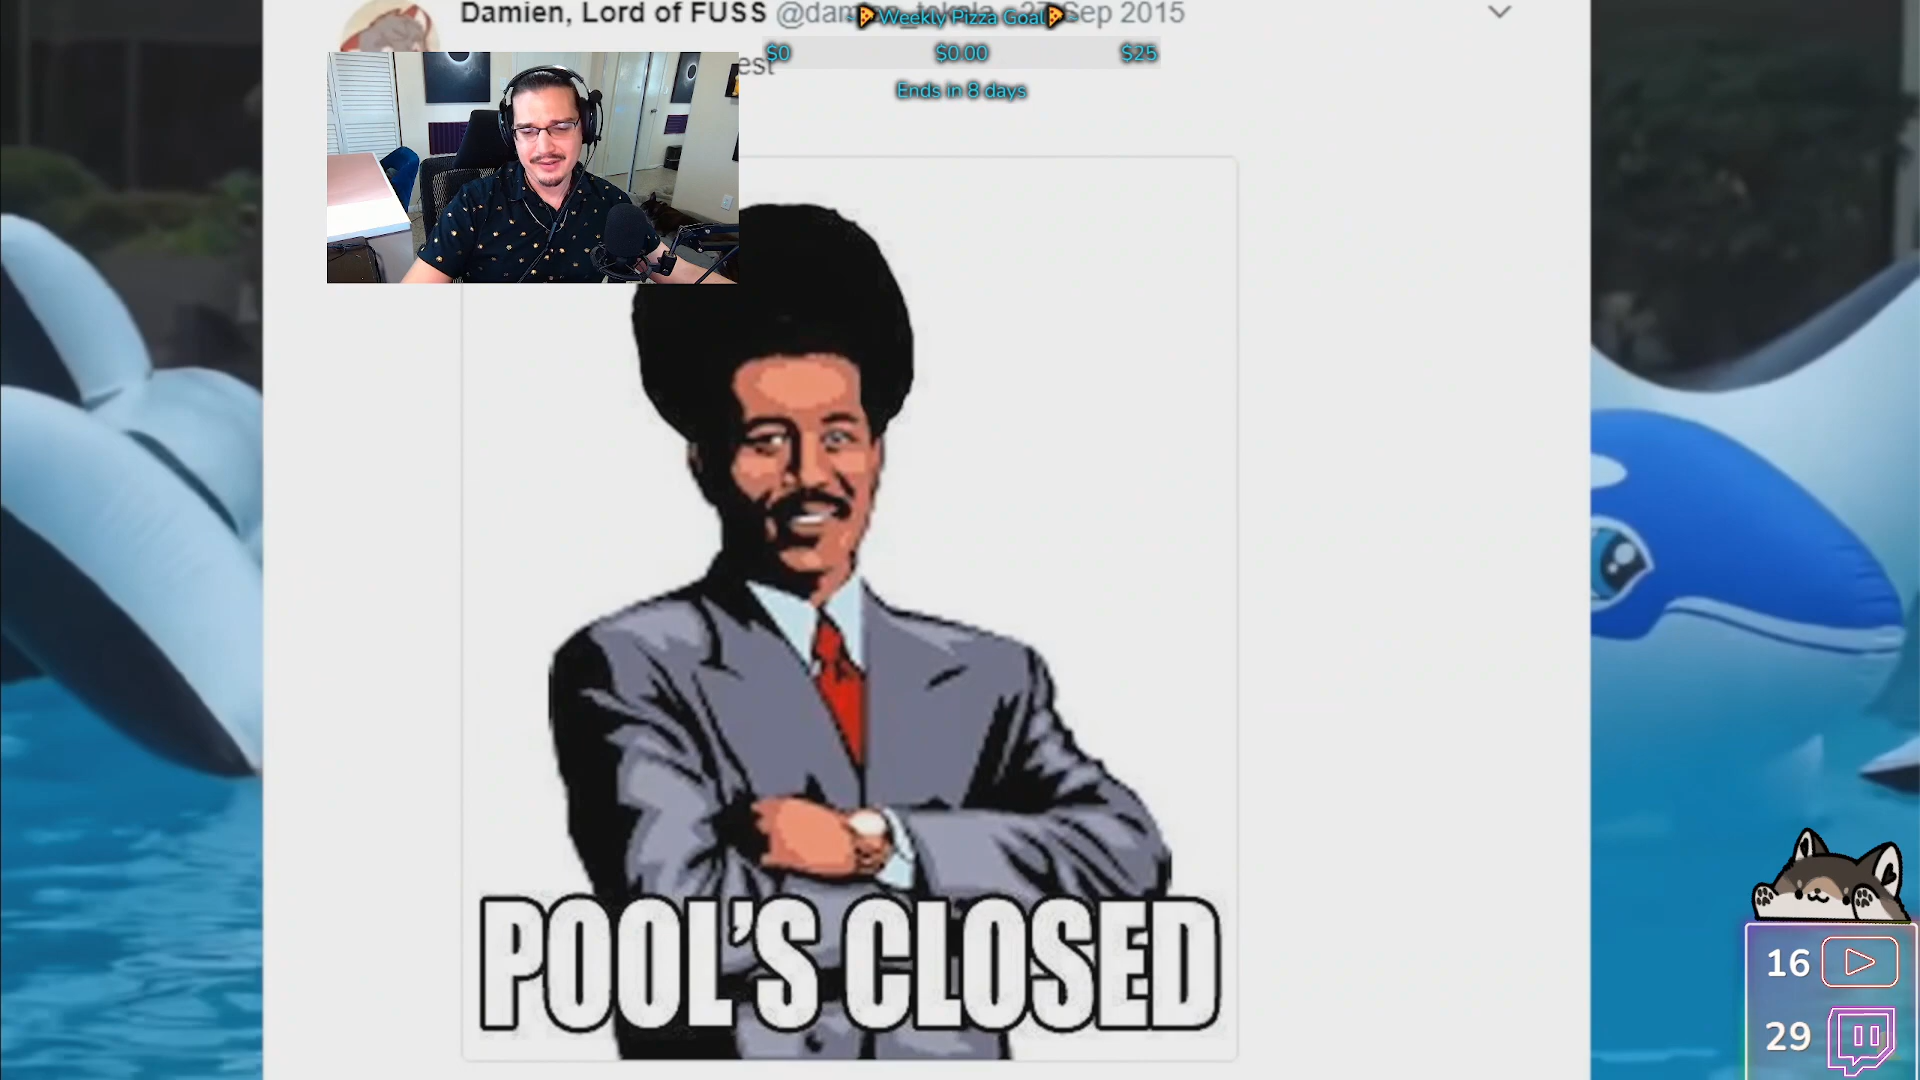 Damien, Lord of FUSS 27 Sep 2015
Weekly Pizza Goal
$0 $0.00 $25
Ends in 8 days
POOL'S CLOSED
16
29